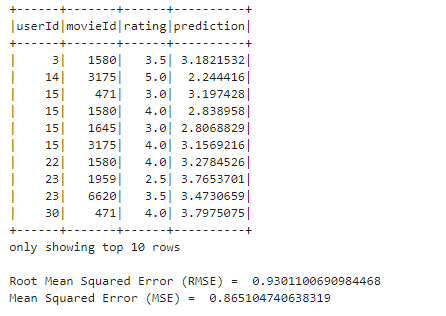 +------+-------+------+----------+
|userId|movieId|rating|prediction|
+------+-------+------+----------+
|     3|   1580|   3.5| 3.1821532|
|    14|   3175|   5.0|  2.244416|
|    15|    471|   3.0|  3.197428|
|    15|   1580|   4.0|  2.838958|
|    15|   1645|   3.0| 2.8068829|
|    15|   3175|   4.0| 3.1569216|
|    22|   1580|   4.0| 3.2784526|
|    23|   1959|   2.5| 3.7653701|
|    23|   6620|   3.5| 3.4730659|
|    30|    471|   4.0| 3.7975075|
+------+-------+------+----------+
only showing top 10 rows
Root Mean Squared Error (RMSE) =  0.9301100690984468
Mean Squared Error (MSE) =  0.865104740638319